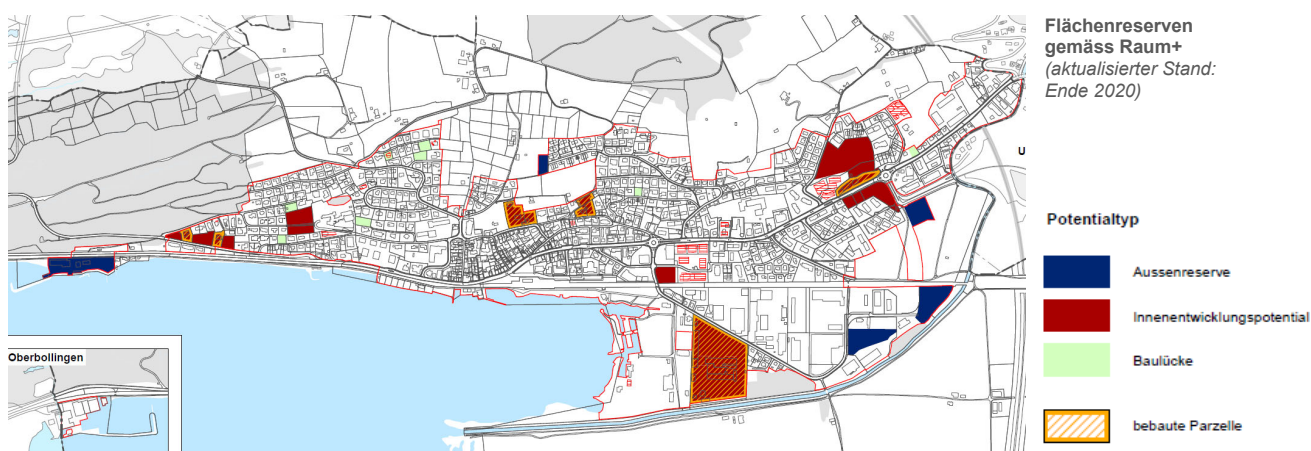 Flächenreserven
gemäss Raum+
(aktualisierter Stand:
Ende 2020)
U
Potentialtyp
Aussenreserve
Innenentwicklungspotential
Baulücke
bebaute Parzelle
Oberbollingen